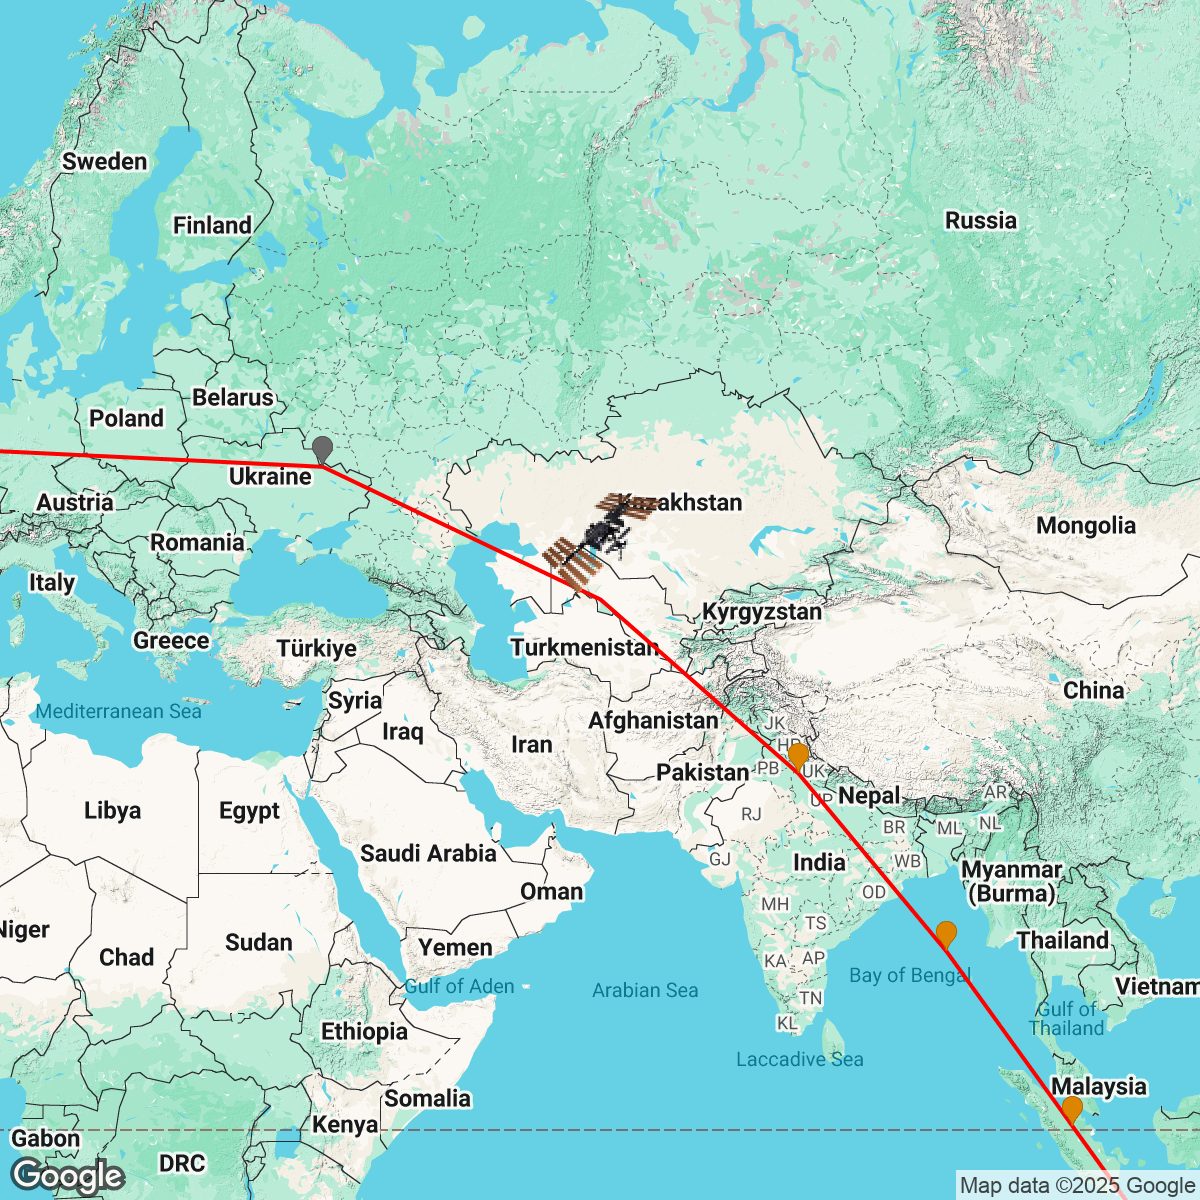 Sweden
Finland
Russia
Belarus
Poland
Ukraine
Kazakhstan
Austria
Mongolia
Romania
Italy
Kyrgyzstan
Greece
Türkiye
Turkmenistan
China
Syria
Mediterranean Sea
Afghanistan
JK
Iraq
Iran
HP
Pakistan
PB
UK
Nepal
AR
UP
Libya
Egypt
RJ
BR
ML
NL
Saudi Arabia
GJ
India
WB
Myanmar
(Burma)
Oman
OD
MH
Niger
Sudan
TS
Thailand
Yemen
Chad
KA
AP
Bay of Bengal
Gulf of Aden
Arabian Sea
Vietnam
TN
Gulf of
Thailand
KL
Ethiopia
Laccadive Sea
Malaysia
Somalia
Kenya
Gabon
DRC
Google
Map data ©2025 Google